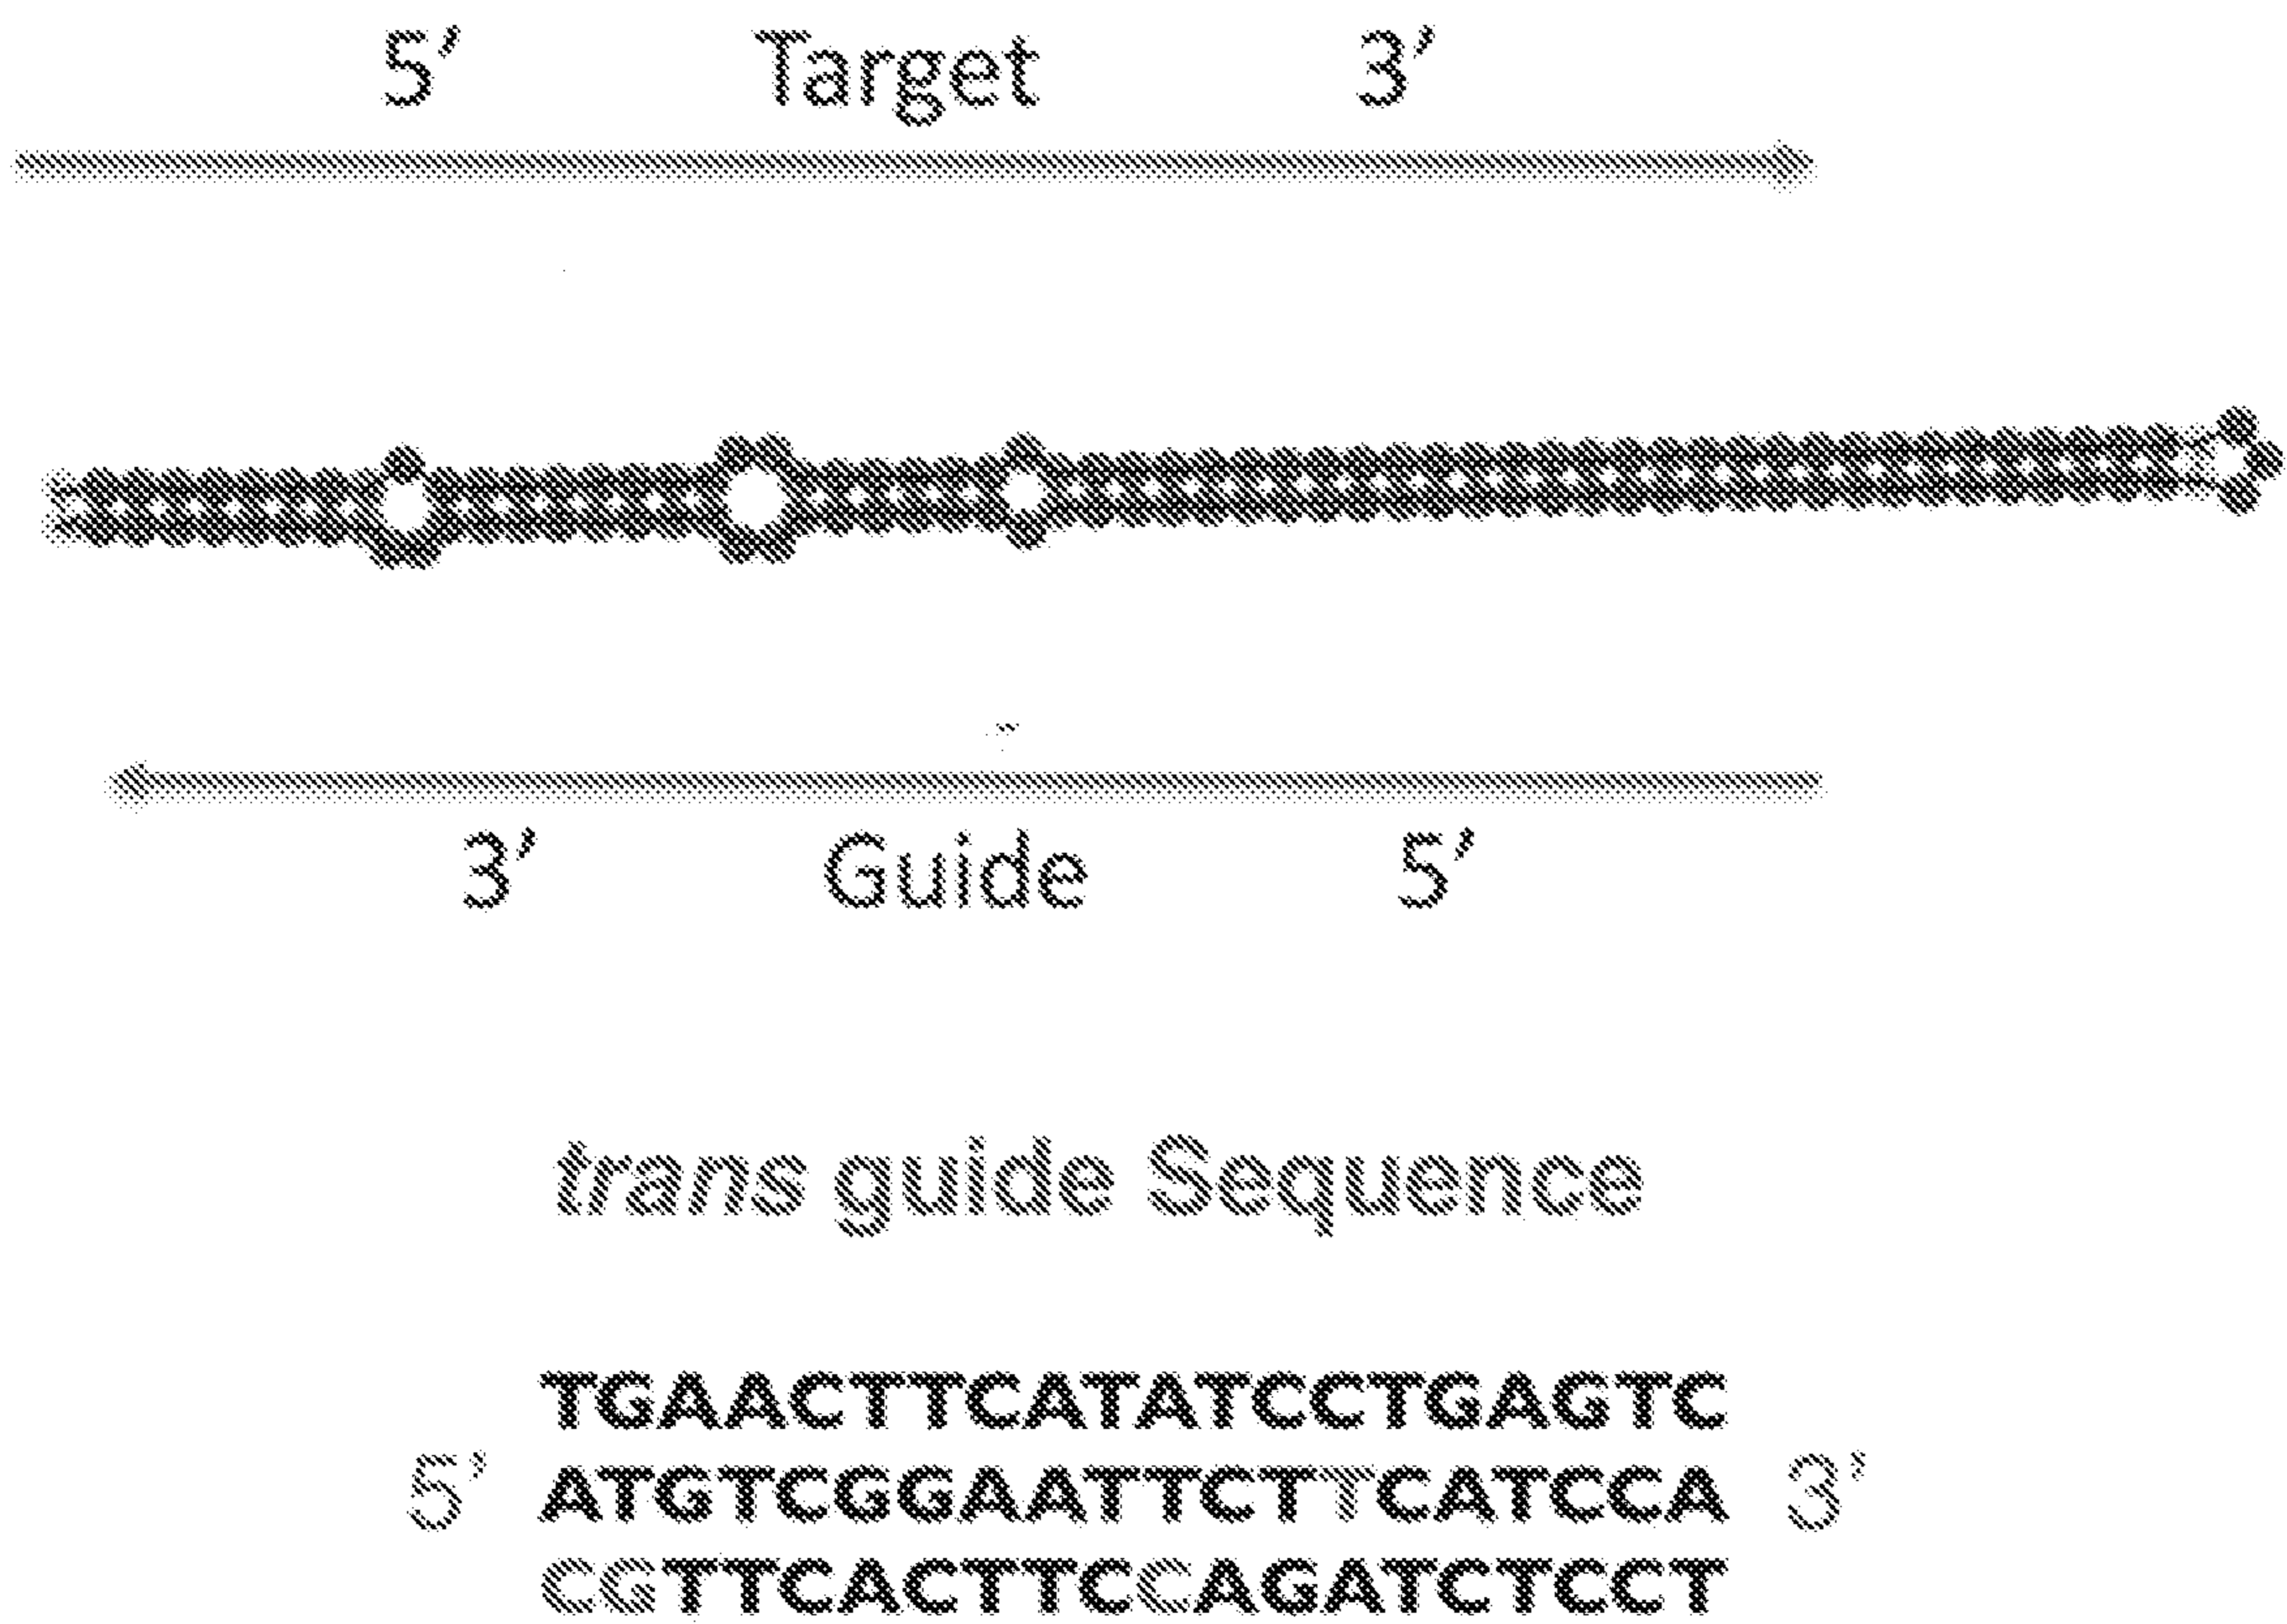 5′ Target 3′
3′ Guide 5′
trans guide Sequence
TGAACTTCATATCCTGAGTC
5' ATGTCGGAATTCTTCATCCA 3'
CGTTCACTTCCAGATCTCCT